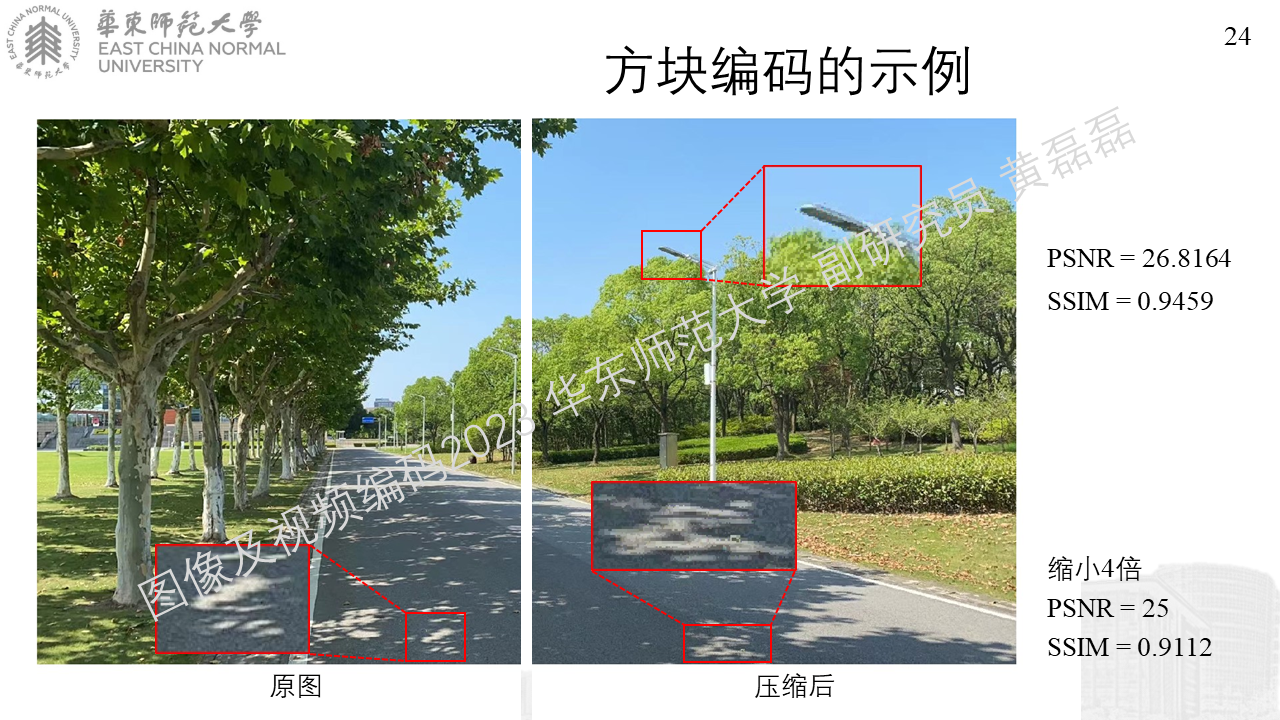 華東師範大學
EAST CHINA NORMAL
UNIVERSITY
24
方块编码的示例
PSNR = 26.8164
SSIM = 0.9459
图像及视频编码2023 华东师范大学 副研究员 黄磊磊
缩小4倍
PSNR = 25
SSIM = 0.9112
原图
压缩后